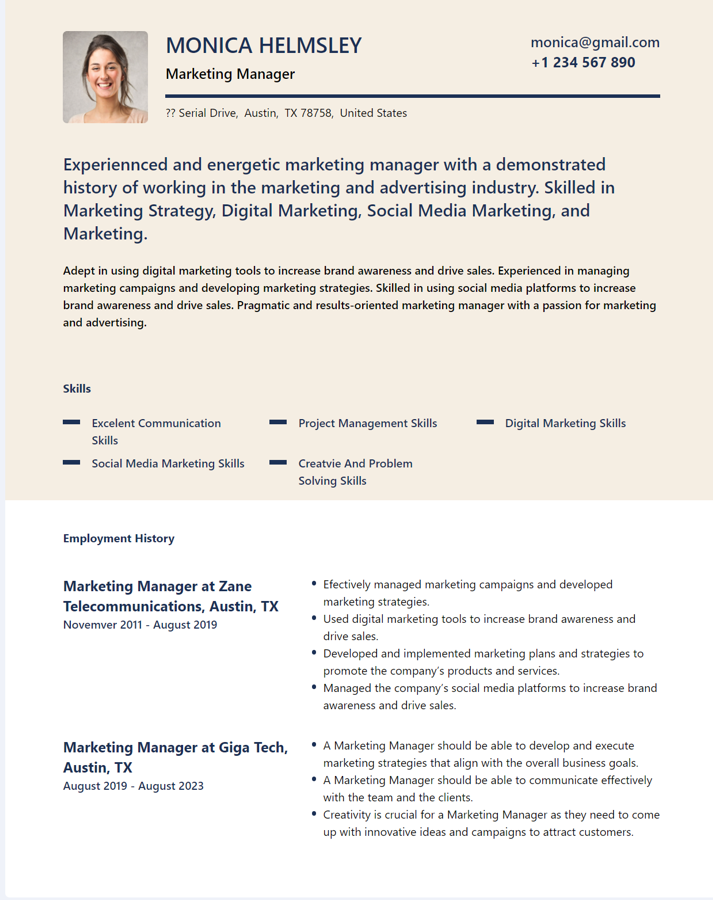 MONICA HELMSLEY
Marketing Manager
monica@gmail.com
+1 234 567 890
?? Serial Drive, Austin, TX 78758, United States
Experiennced and energetic marketing manager with a demonstrated
history of working in the marketing and advertising industry. Skilled in
Marketing Strategy, Digital Marketing, Social Media Marketing, and
Marketing.
Adept in using digital marketing tools to increase brand awareness and drive sales. Experienced in managing
marketing campaigns and developing marketing strategies. Skilled in using social media platforms to increase
brand awareness and drive sales. Pragmatic and results-oriented marketing manager with a passion for marketing
and advertising.
Skills
Excelent Communication
Skills
Project Management Skills
Digital Marketing Skills
Social Media Marketing Skills
Creatvie And Problem
Solving Skills
Employment History
Marketing Manager at Zane
Telecommunications, Austin, TX
Novemver 2011 - August 2019
Efectively managed marketing campaigns and developed
marketing strategies.
Used digital marketing tools to increase brand awareness and
drive sales.
Developed and implemented marketing plans and strategies to
promote the company's products and services.
Managed the company's social media platforms to increase brand
awareness and drive sales.
Marketing Manager at Giga Tech,
Austin, TX
August 2019 - August 2023
A Marketing Manager should be able to develop and execute
marketing strategies that align with the overall business goals.
A Marketing Manager should be able to communicate effectively
with the team and the clients.
Creativity is crucial for a Marketing Manager as they need to come
up with innovative ideas and campaigns to attract customers.